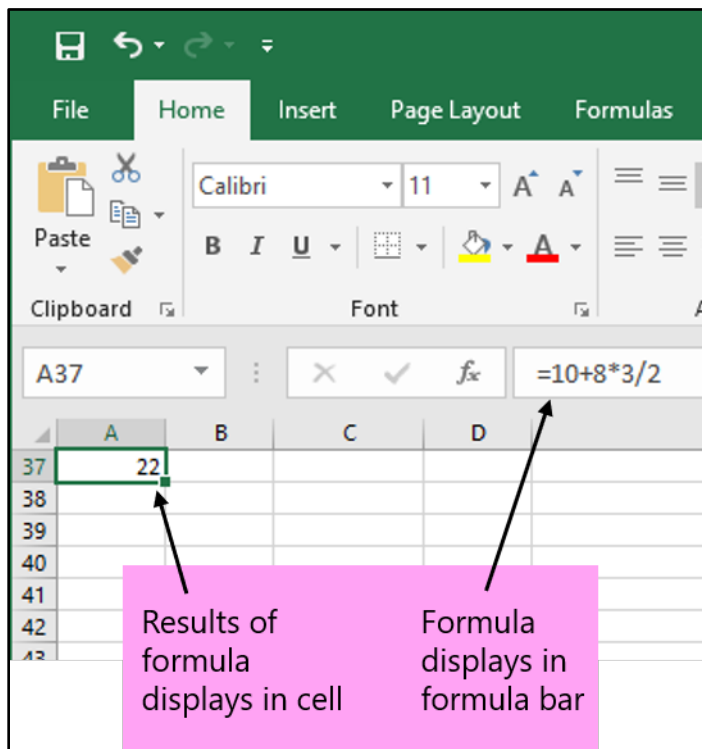 File Home Insert Page Layout Formulas
Calibri 11 A A
Paste
B I U A
Clipboard Font
A37 fx =10+8*3/2
A B C D
37 22
38
39
40
41
42
43
Results of
formula
displays in cell
Formula
displays in
formula bar